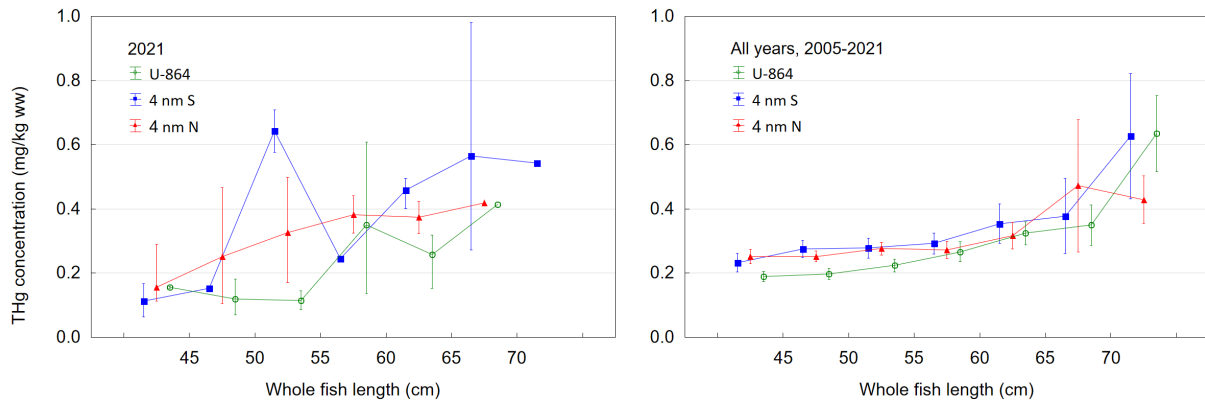 THg concentration (mg/kg ww)
1.0
0.8
0.6
0.4
0.2
0.0
2021
U-864
4 nm S
4 nm N
45 50 55 60 65 70
Whole fish length (cm)
1.0
0.8
0.6
0.4
0.2
0.0
All years, 2005-2021
U-864
4 nm S
4 nm N
45 50 55 60 65 70
Whole fish length (cm)